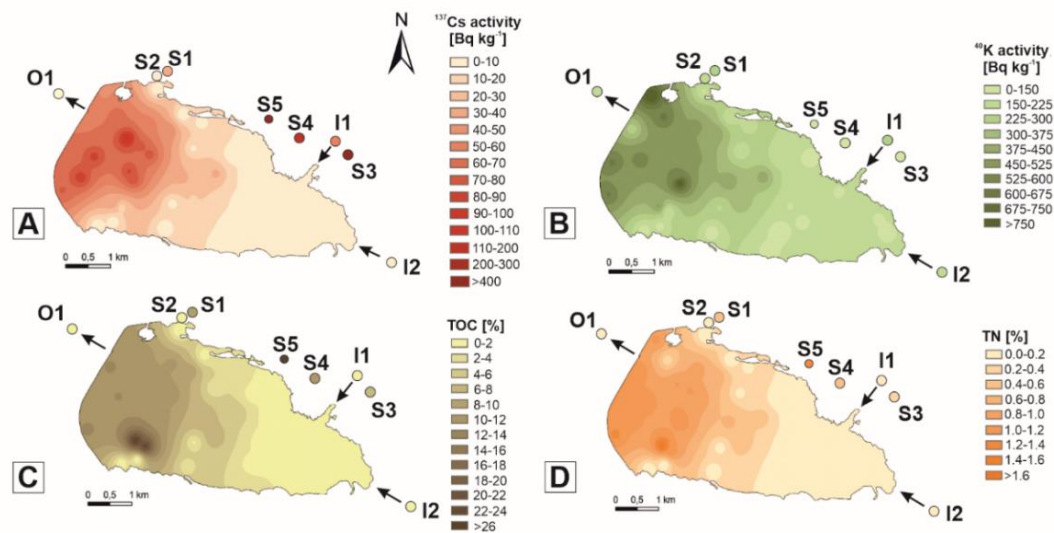 N
¹³⁷Cs activity
[Bq kg⁻¹]
0-10
10-20
20-30
30-40
40-50
50-60
60-70
70-80
80-90
90-100
100-110
110-200
200-300
>400
O1
S2
S1
S5
S4
I1
S3
I2
A
0 0,5 1 km
⁴⁰K activity
[Bq kg⁻¹]
0-150
150-225
225-300
300-375
375-450
450-525
525-600
600-675
675-750
>750
O1
S2
S1
S5
S4
I1
S3
I2
B
0 0,5 1 km
TOC [%]
0-2
2-4
4-6
6-8
8-10
10-12
12-14
14-16
16-18
18-20
20-22
22-24
>26
O1
S2
S1
S5
S4
I1
S3
I2
C
0 0,5 1 km
TN
[%]
0.0-0.2
0.2-0.4
0.4-0.6
0.6-0.8
0.8-1.0
1.0-1.2
1.2-1.4
1.4-1.6
>1.6
O1
S2
S1
S5
S4
I1
S3
I2
D
0 0,5 1 km